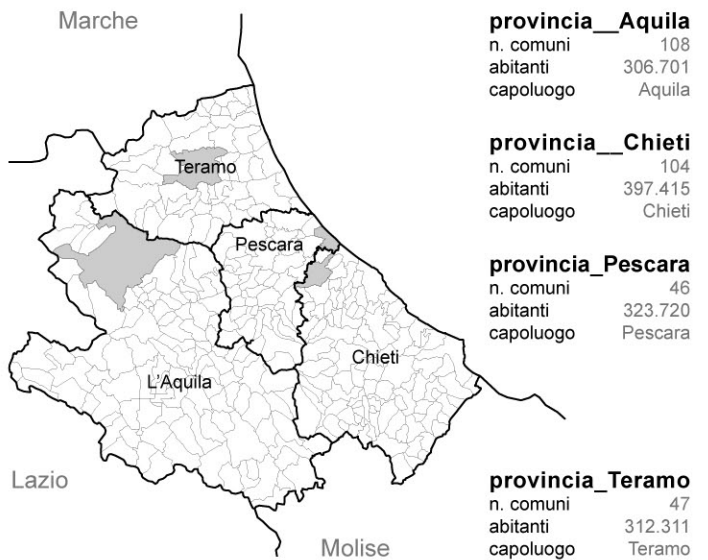 Marche
Teramo
Pescara
Chieti
L'Aquila
Lazio
Molise
provincia__Aquila
n. comuni 108
abitanti 306.701
capoluogo Aquila
provincia__Chieti
n. comuni 104
abitanti 397.415
capoluogo Chieti
provincia_Pescara
n. comuni 46
abitanti 323.720
capoluogo Pescara
provincia_Teramo
n. comuni 47
abitanti 312.311
capoluogo Teramo